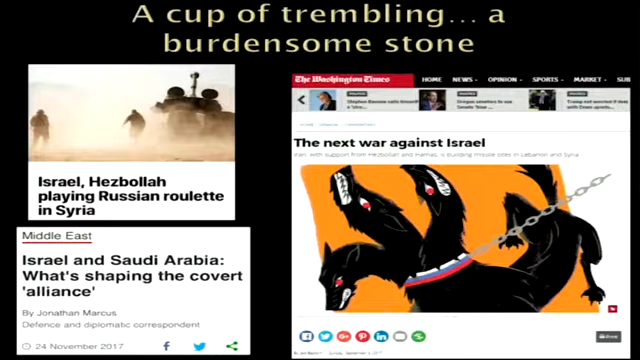 A cup of trembling... a
burdensome stone
Israel, Hezbollah
playing Russian roulette
in Syria
Middle East
Israel and Saudi Arabia:
What's shaping the covert
'alliance'
By Jonathan Marcus
Defence and diplomatic correspondent
24 November 2017
The Washington Times
HOME NEWS OPINION SPORTS MARKET SUB
The next war against Israel
Iran, with support from Hezbollah and Hamas, is building missile sites in Lebanon and Syria
Print